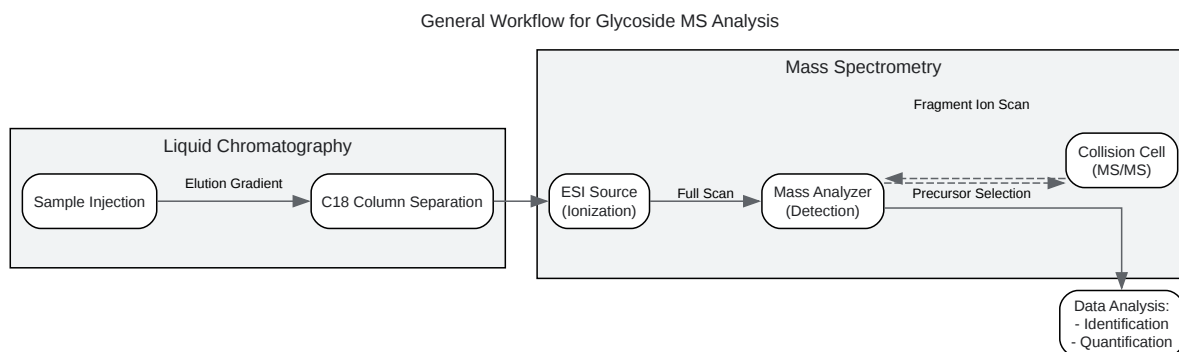 General Workflow for Glycoside MS Analysis
Liquid Chromatography
Sample Injection
Elution Gradient
C18 Column Separation
Mass Spectrometry
Fragment Ion Scan
ESI Source
(Ionization)
Full Scan
Mass Analyzer
(Detection)
Collision Cell
(MS/MS)
Precursor Selection
Data Analysis:
- Identification
- Quantification